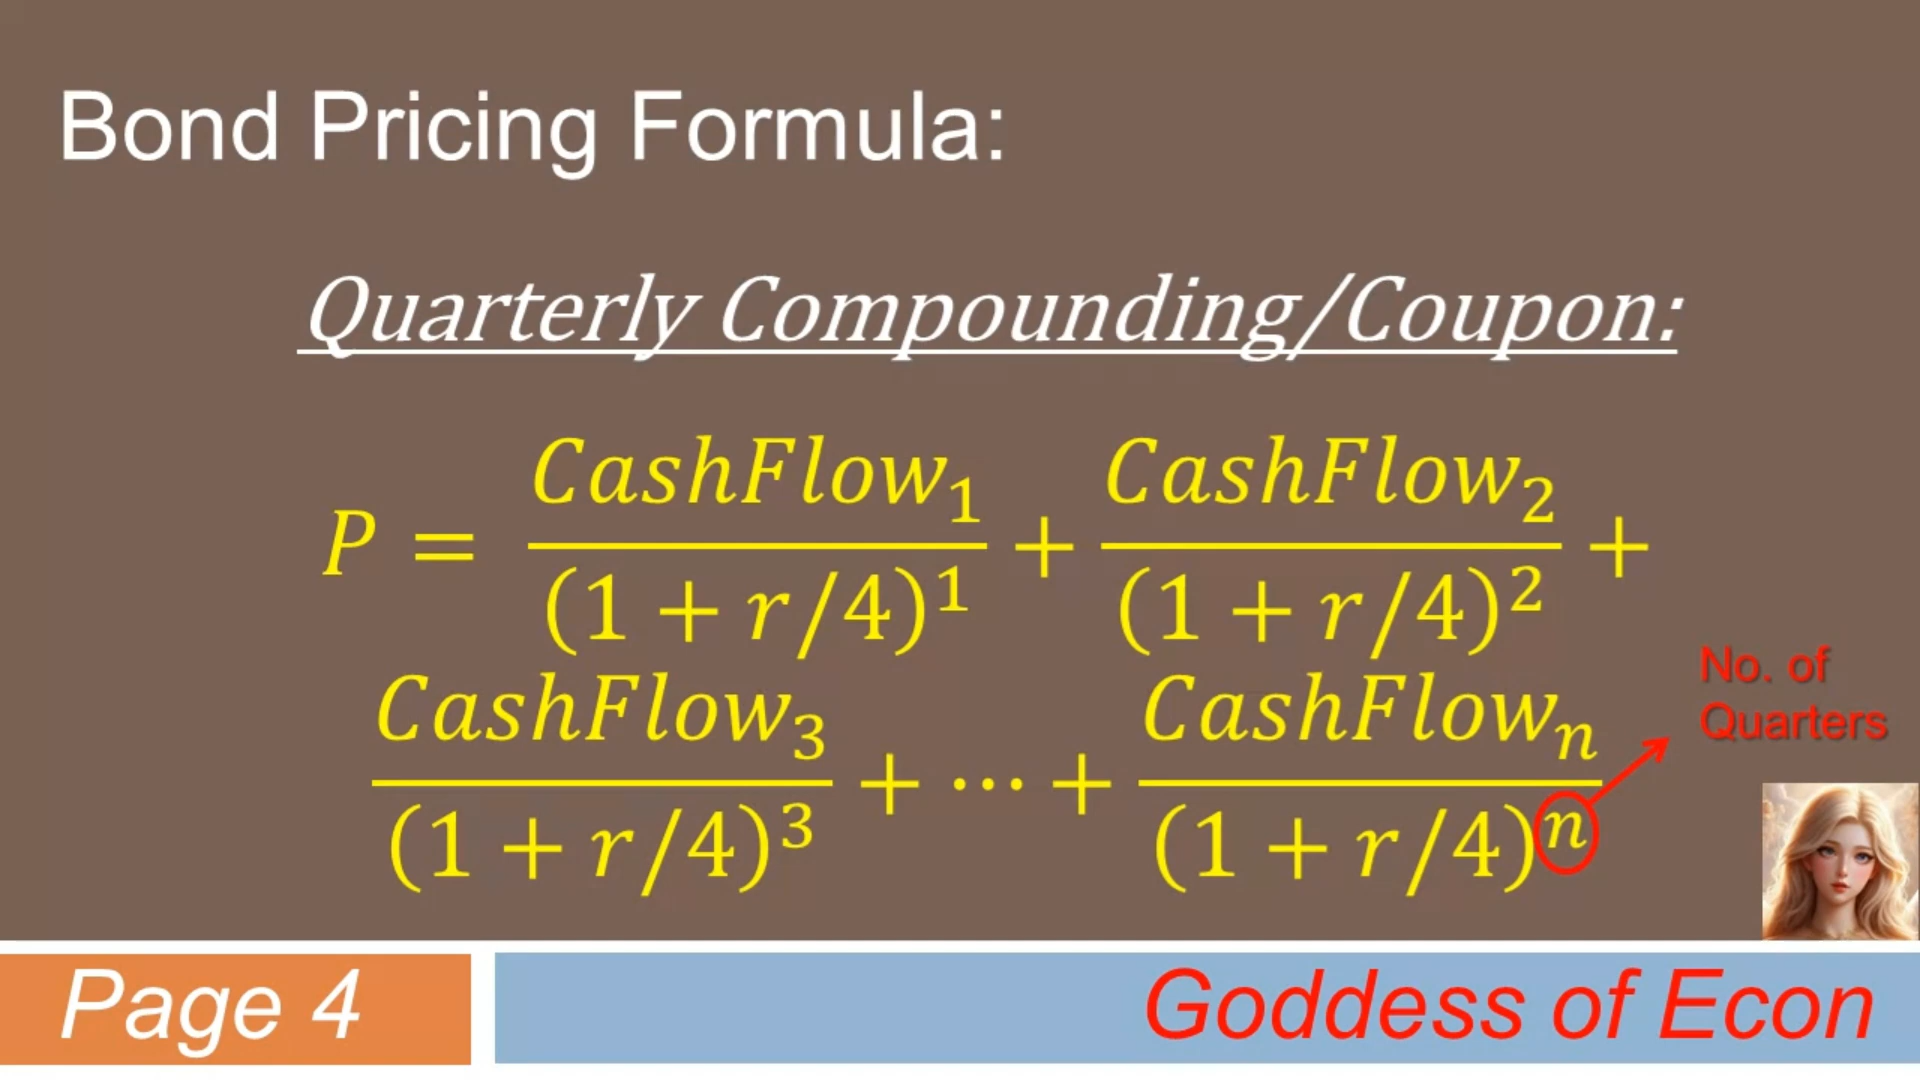 Bond Pricing Formula:
Quarterly Compounding/Coupon:
P = CashFlow₁/(1 + r/4)¹ + CashFlow₂/(1 + r/4)² +
CashFlow₃/(1 + r/4)³ + ⋯ + CashFlowₙ/(1 + r/4)ⁿ
No. of
Quarters
Page 4
Goddess of Econ